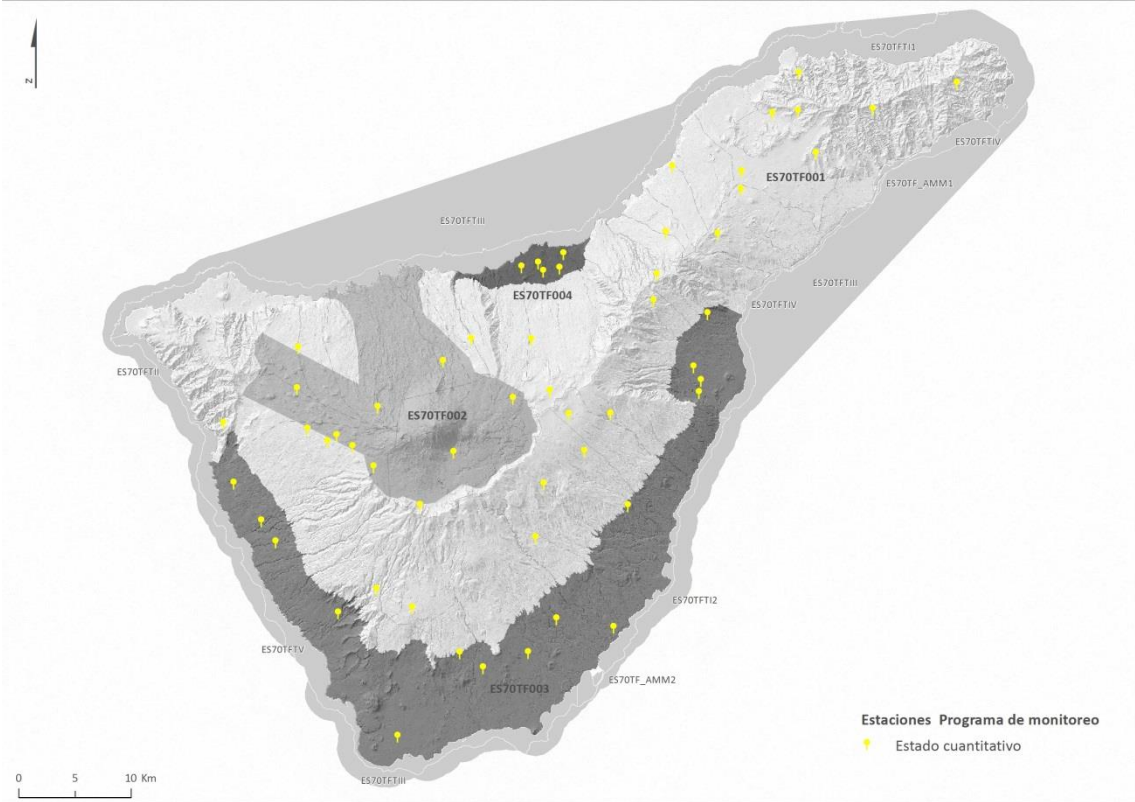 ES70TFTI1
ES70TFTIV
ES70TF001
ES70TF_AMM1
ES70TFTIII
ES70TFTIII
ES70TF004
ES70TFTIV
ES70TFTII
ES70TF002
ES70TFTI2
ES70TFTV
ES70TF_AMM2
ES70TF003
ES70TFTIII
Estaciones Programa de monitoreo
Estado cuantitativo
0 5 10 Km
N